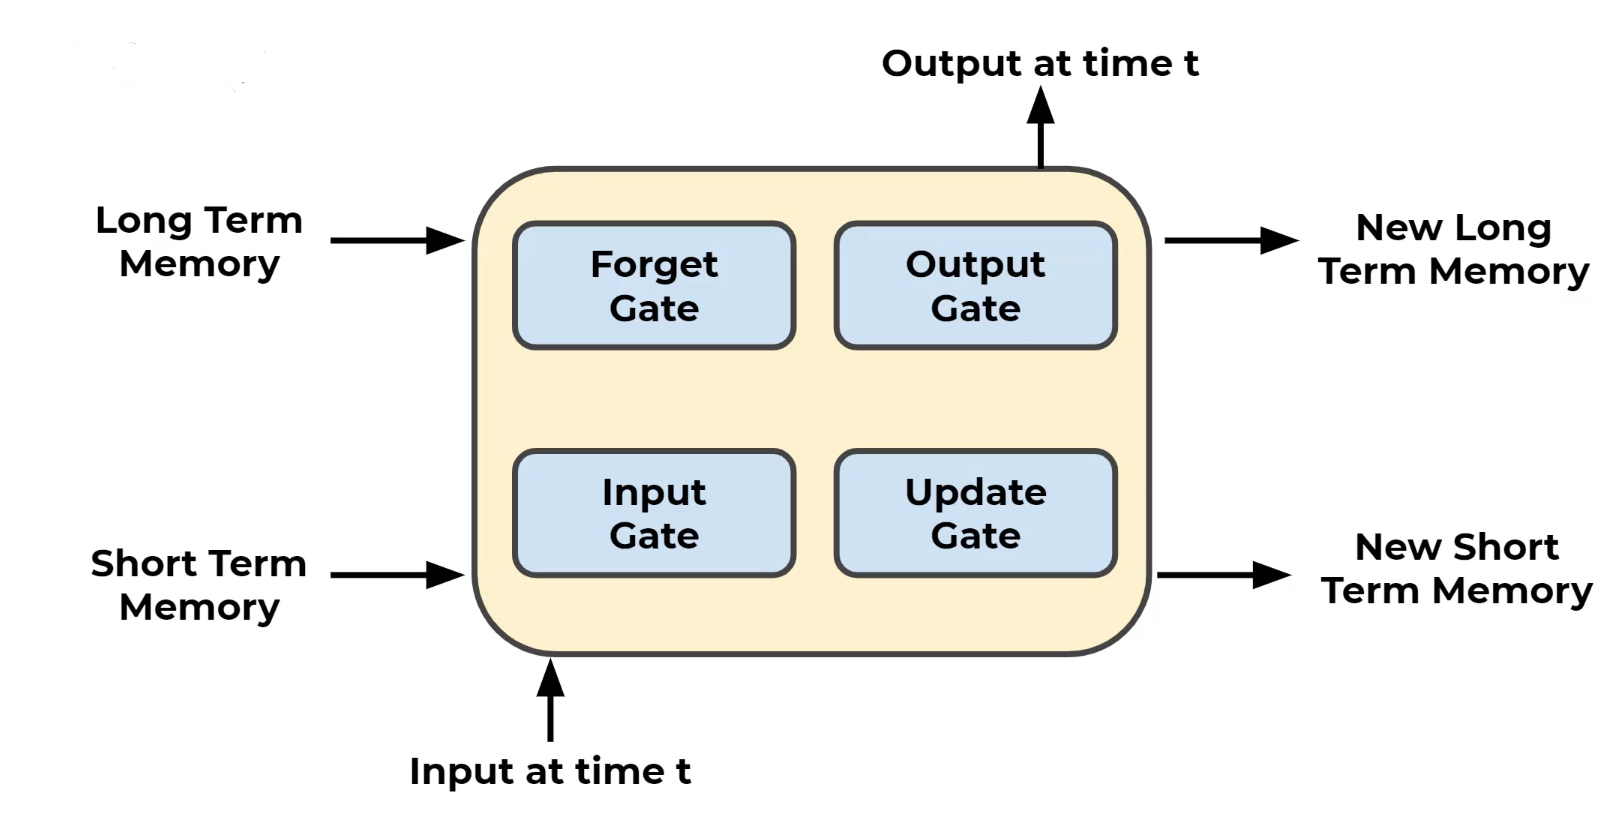 Output at time t
Long Term
Memory
Forget
Gate
Output
Gate
New Long
Term Memory
Input
Gate
Update
Gate
Short Term
Memory
New Short
Term Memory
Input at time t